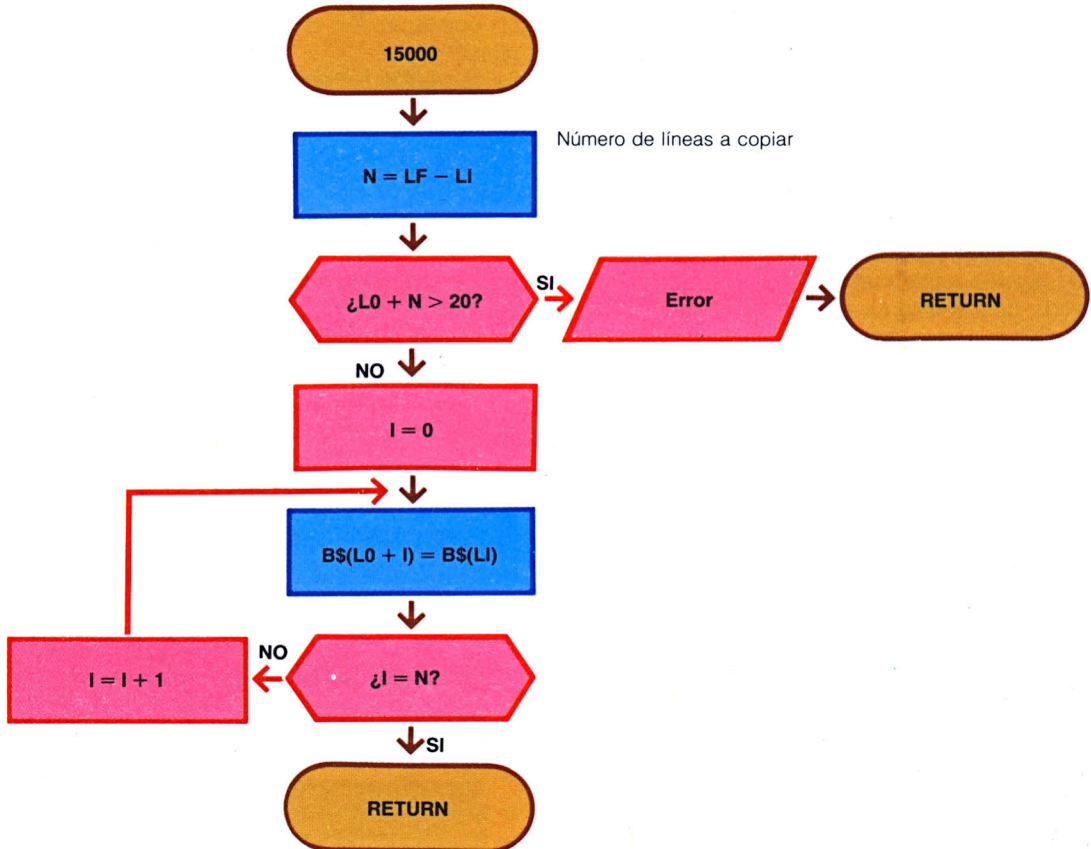 15000
Número de líneas a copiar
N = LF − LI
¿L0 + N > 20?
SI
Error
RETURN
NO
I = 0
B$(L0 + I) = B$(LI)
NO
I = I + 1
¿I = N?
SI
RETURN